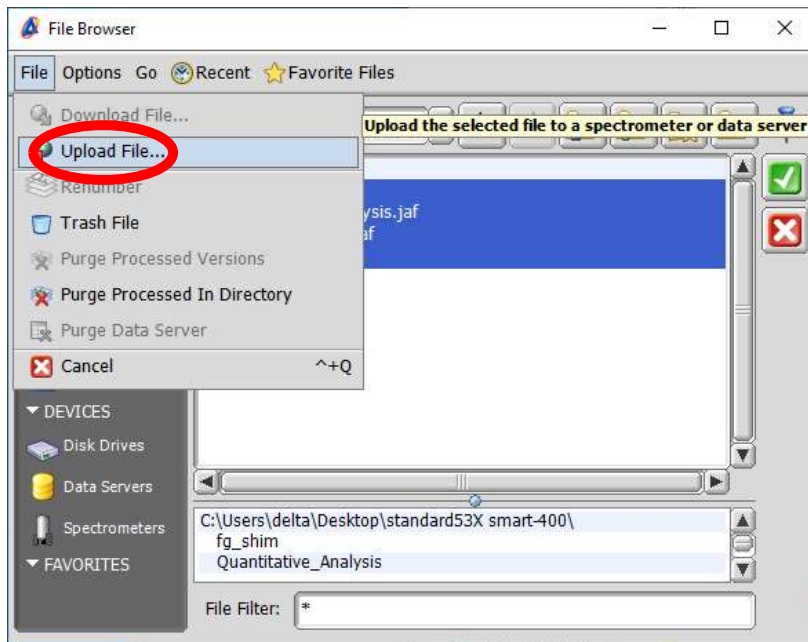 File Browser
File Options Go Recent Favorite Files
Download File...
Upload the selected file to a spectrometer or data server
Upload File...
Renumber
ysis.jaf
Trash File
af
Purge Processed Versions
Purge Processed In Directory
Purge Data Server
Cancel ^+Q
DEVICES
Disk Drives
Data Servers
Spectrometers
FAVORITES
C:\Users\delta\Desktop\standard53X smart-400\
fg_shim
Quantitative_Analysis
File Filter: *